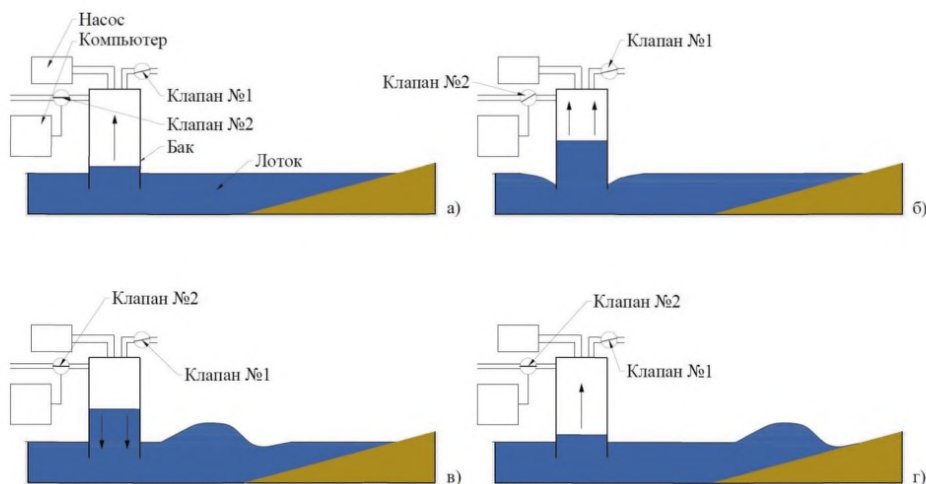 Насос
Компьютер
Клапан №1
Клапан №2
Бак
Лоток
а)
Клапан №1
Клапан №2
б)
Клапан №2
Клапан №1
в)
Клапан №2
Клапан №1
г)